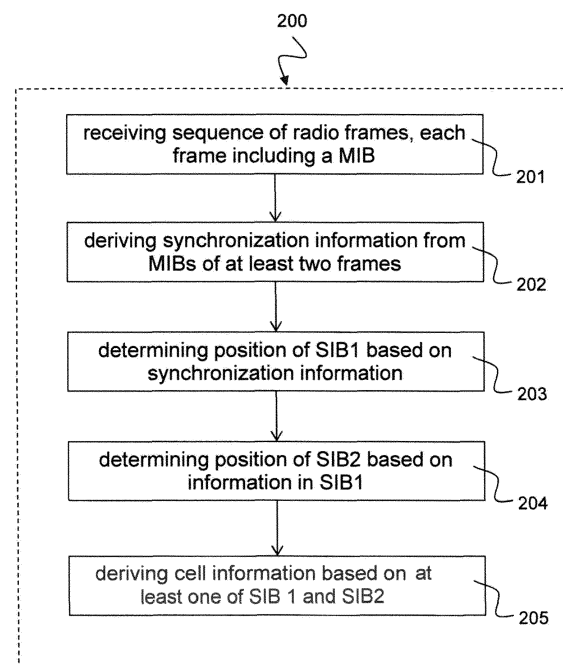 200
receiving sequence of radio frames, each
frame including a MIB
201
deriving synchronization information from
MIBs of at least two frames
202
determining position of SIB1 based on
synchronization information
203
determining position of SIB2 based on
information in SIB1
204
deriving cell information based on at
least one of SIB 1 and SIB2
205